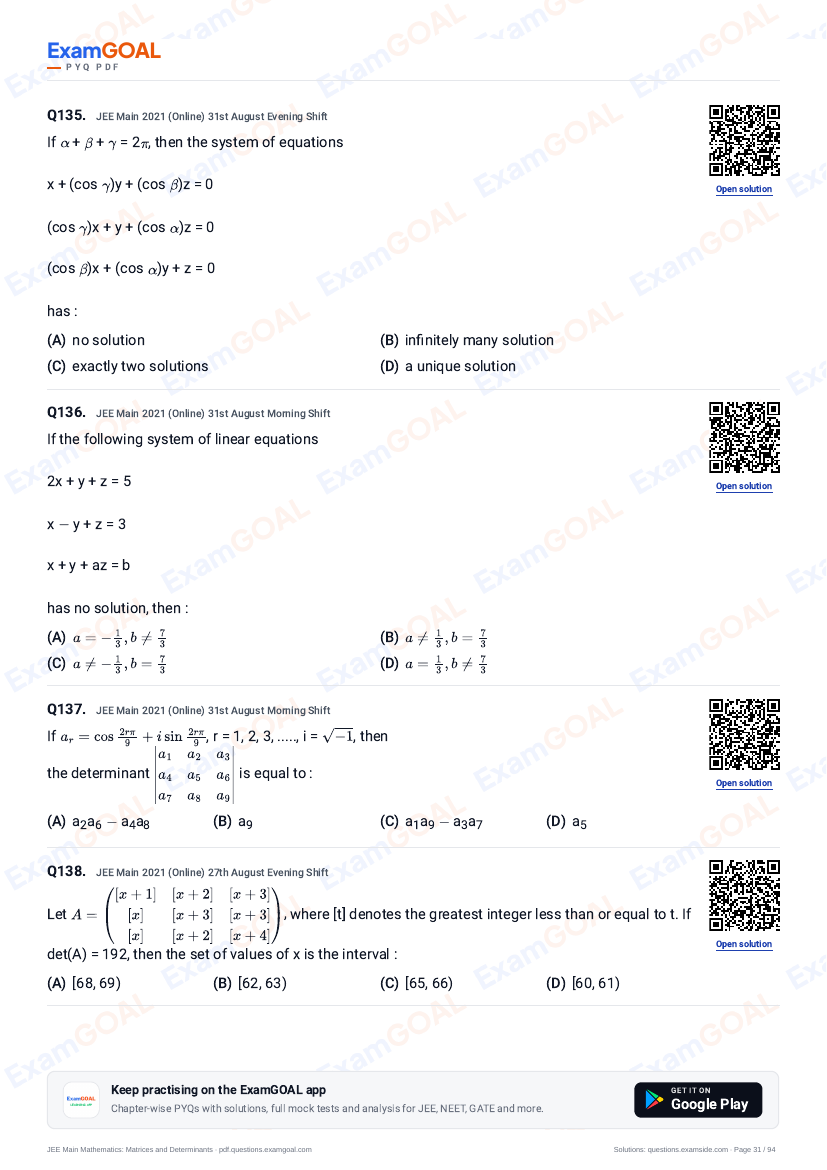 ExamGOAL
PYQ PDF
Q135. JEE Main 2021 (Online) 31st August Evening Shift
If α + β + γ = 2π, then the system of equations
x + (cos γ)y + (cos β)z = 0
(cos γ)x + y + (cos α)z = 0
(cos β)x + (cos α)y + z = 0
has :
(A) no solution
(B) infinitely many solution
(C) exactly two solutions
(D) a unique solution
Open solution
Q136. JEE Main 2021 (Online) 31st August Morning Shift
If the following system of linear equations
2x + y + z = 5
x − y + z = 3
x + y + az = b
has no solution, then :
(A) a = −1/3, b ≠ 7/3
(B) a ≠ 1/3, b = 7/3
(C) a ≠ −1/3, b = 7/3
(D) a = 1/3, b ≠ 7/3
Open solution
Q137. JEE Main 2021 (Online) 31st August Morning Shift
If a_r = cos 2rπ/9 + i sin 2rπ/9, r = 1, 2, 3, ....., i = √−1, then
the determinant |a₁ a₂ a₃
a₄ a₅ a₆
a₇ a₈ a₉| is equal to :
(A) a₂a₆ − a₄a₈
(B) a₉
(C) a₁a₉ − a₃a₇
(D) a₅
Open solution
Q138. JEE Main 2021 (Online) 27th August Evening Shift
Let A = ([x + 1] [x + 2] [x + 3]
[x] [x + 3] [x + 3]
[x] [x + 2] [x + 4]), where [t] denotes the greatest integer less than or equal to t. If
det(A) = 192, then the set of values of x is the interval :
(A) [68, 69)
(B) [62, 63)
(C) [65, 66)
(D) [60, 61)
Open solution
Keep practising on the ExamGOAL app
Chapter-wise PYQs with solutions, full mock tests and analysis for JEE, NEET, GATE and more.
GET IT ON
Google Play
JEE Main Mathematics: Matrices and Determinants · pdf.questions.examgoal.com
Solutions: questions.examside.com · Page 31 / 94